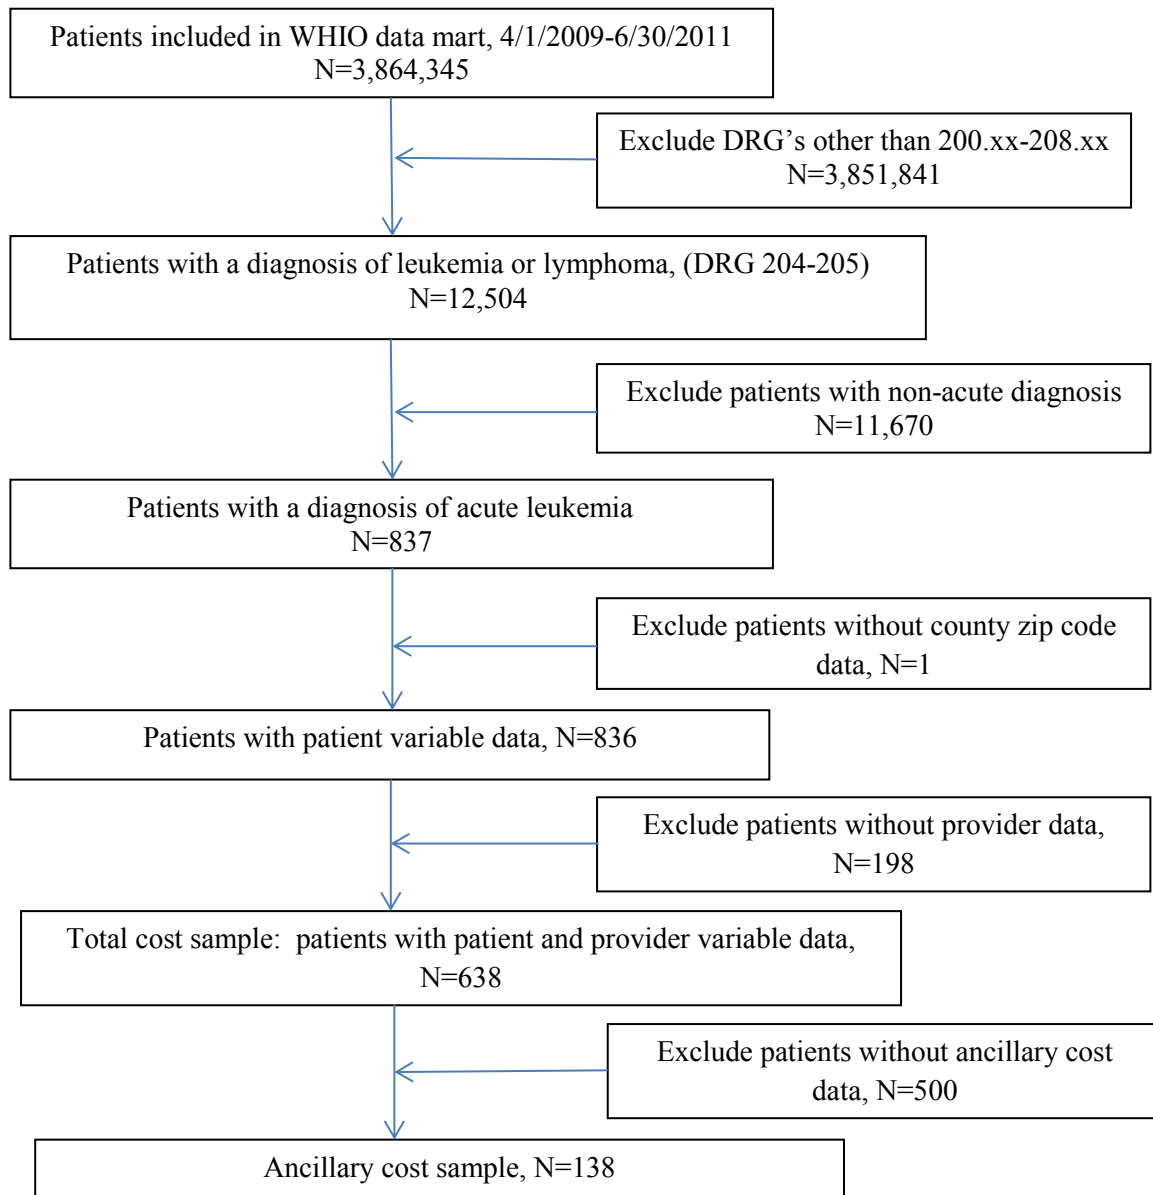 Patients included in WHIO data mart, 4/1/2009-6/30/2011
N=3,864,345
Exclude DRG’s other than 200.xx-208.xx
N=3,851,841
Patients with a diagnosis of leukemia or lymphoma, (DRG 204-205)
N=12,504
Exclude patients with non-acute diagnosis
N=11,670
Patients with a diagnosis of acute leukemia
N=837
Exclude patients without county zip code
data, N=1
Patients with patient variable data, N=836
Exclude patients without provider data,
N=198
Total cost sample:  patients with patient and provider variable data,
N=638
Exclude patients without ancillary cost
data, N=500
Ancillary cost sample, N=138